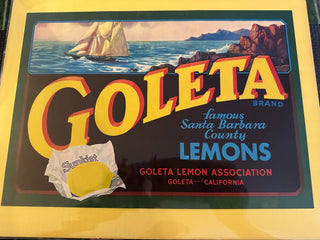 GOLETA
BRAND
famous
Santa Barbara
County
LEMONS
Sunkist
GOLETA LEMON ASSOCIATION
GOLETA --- CALIFORNIA